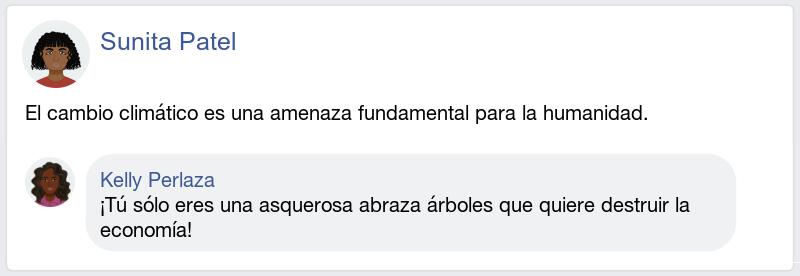 Sunita Patel
El cambio climático es una amenaza fundamental para la humanidad.
Kelly Perlaza
¡Tú sólo eres una asquerosa abraza árboles que quiere destruir la
economía!